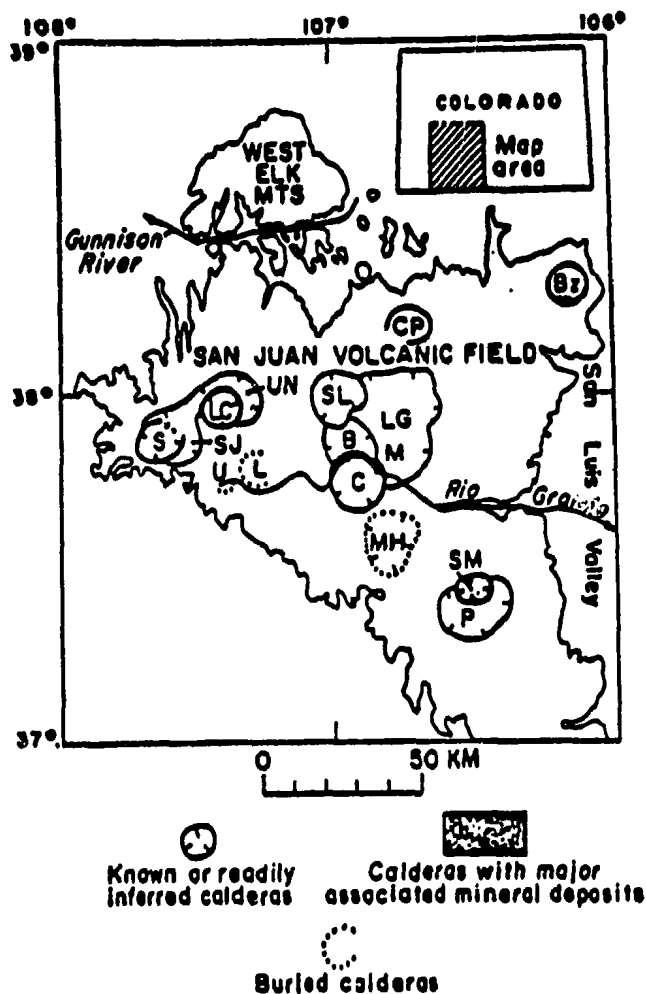 108° 107° 106°
39°
COLORADO
Map
area
WEST
ELK
MTS
Gunnison
River
Bz
CP
SAN JUAN VOLCANIC FIELD
38°
UN
LC
SL
LG
M
B
S
SJ
U
L
C
San Luis Valley
Rio Grande
MH
SM
P
37°
0 50 KM
Known or readily
inferred calderas
Calderas with major
associated mineral deposits
Buried calderas